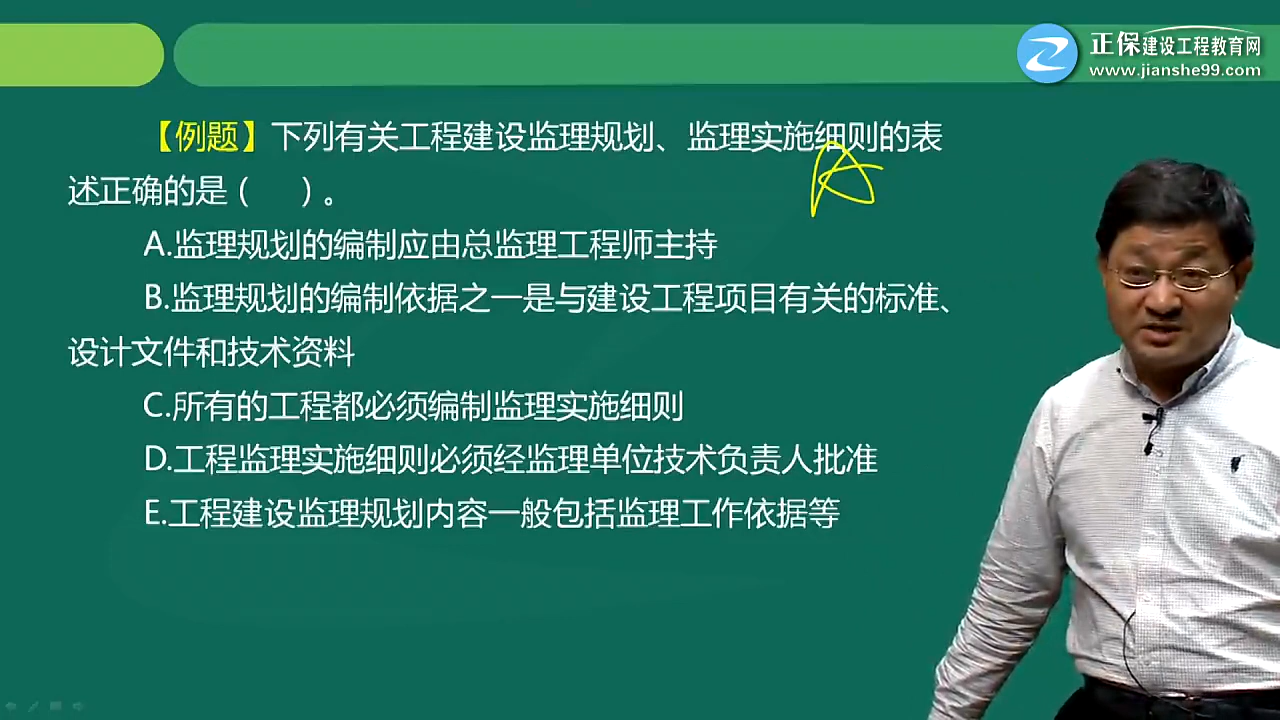 正保建设工程教育网
www.jianshe99.com
【例题】下列有关工程建设监理规划、监理实施细则的表
述正确的是（ ）。
A
A.监理规划的编制应由总监理工程师主持
B.监理规划的编制依据之一是与建设工程项目有关的标准、
设计文件和技术资料
C.所有的工程都必须编制监理实施细则
D.工程监理实施细则必须经监理单位技术负责人批准
E.工程建设监理规划内容一般包括监理工作依据等